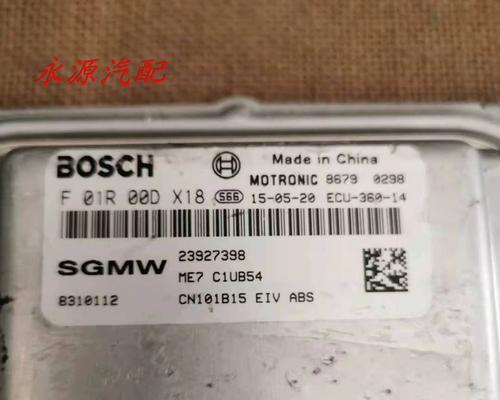 永源汽配
BOSCH Made in China
MOTRONIC 8679 0298
F 01R 00D X18 S66 15-05-20 ECU-360-14
SGMW 23927398
ME7 C1UB54
8310112 CN101B15 EIV ABS